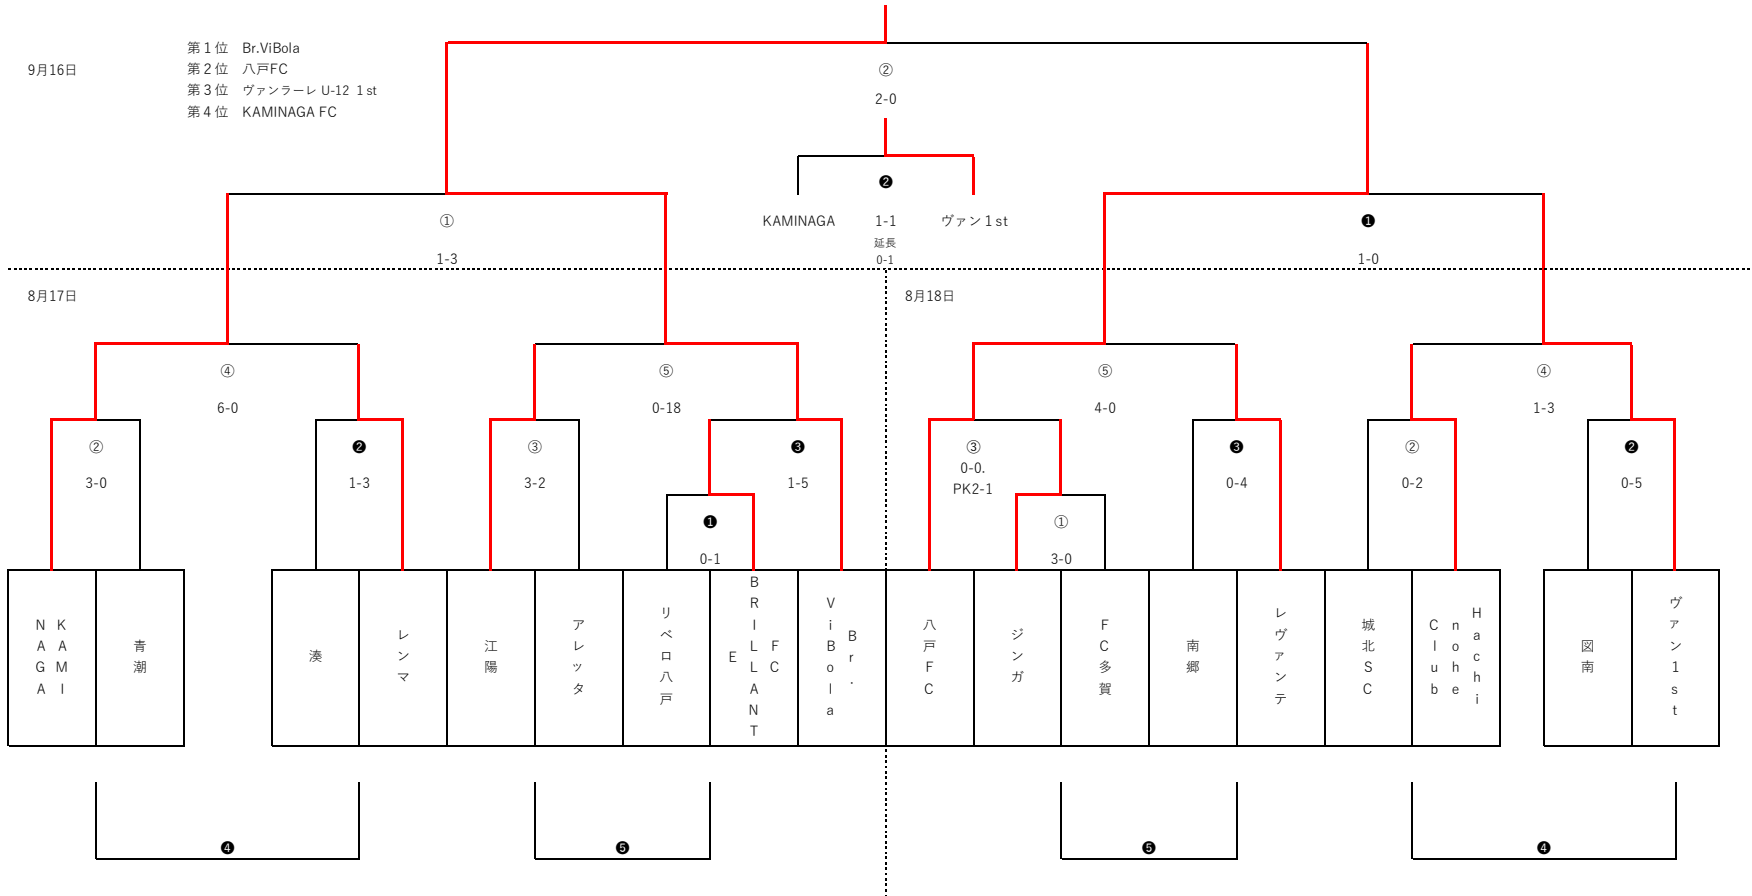 第１位 Br.ViBola
9月16日
第２位 八戸FC
第３位 ヴァンラーレ U-12 １st
第４位 KAMINAGA FC
②
2-0
❷
KAMINAGA 1-1 ヴァン１st
延長
0-1
①
1-3
❶
1-0
8月17日
8月18日
④
6-0
⑤
0-18
⑤
4-0
④
1-3
②
3-0
❷
1-3
③
3-2
❸
1-5
③
0-0.
PK2-1
❸
0-4
②
0-2
❷
0-5
❶
0-1
①
3-0
KAMI
NAGA
青潮
湊
レンマ
江陽
アレッタ
リベロ八戸
FC
BRILLANT
E
Br.
ViBola
八戸FC
ジンガ
FC多賀
南郷
レヴァンテ
城北SC
Hachi
nohe
Club
図南
ヴァン1st
❹
❺
❺
❹